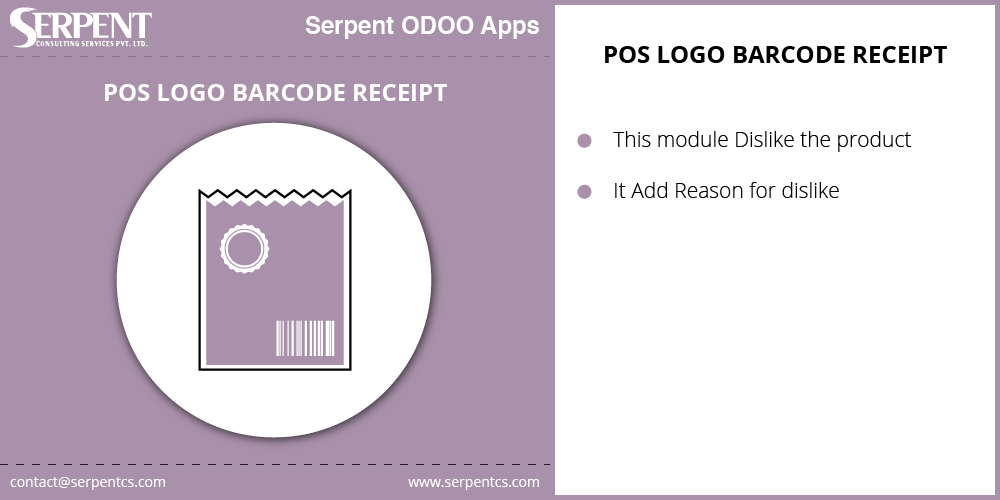 SERPENT
CONSULTING SERVICES PVT. LTD.
Serpent ODOO Apps
POS LOGO BARCODE RECEIPT
contact@serpentcs.com
www.serpentcs.com
POS LOGO BARCODE RECEIPT
This module Dislike the product
It Add Reason for dislike